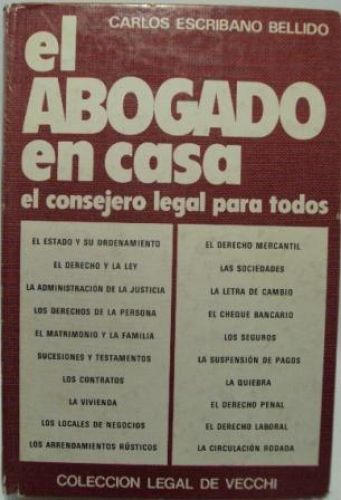 CARLOS ESCRIBANO BELLIDO
el
ABOGADO
en casa
el consejero legal para todos
EL ESTADO Y SU ORDENAMIENTO
EL DERECHO Y LA LEY
LA ADMINISTRACION DE LA JUSTICIA
LOS DERECHOS DE LA PERSONA
EL MATRIMONIO Y LA FAMILIA
SUCESIONES Y TESTAMENTOS
LOS CONTRATOS
LA VIVIENDA
LOS LOCALES DE NEGOCIOS
LOS ARRENDAMIENTOS RÚSTICOS
EL DERECHO MERCANTIL
LAS SOCIEDADES
LA LETRA DE CAMBIO
EL CHEQUE BANCARIO
LOS SEGUROS
LA SUSPENSIÓN DE PAGOS
LA QUIEBRA
EL DERECHO PENAL
EL DERECHO LABORAL
LA CIRCULACIÓN RODADA
COLECCION LEGAL DE VECCHI